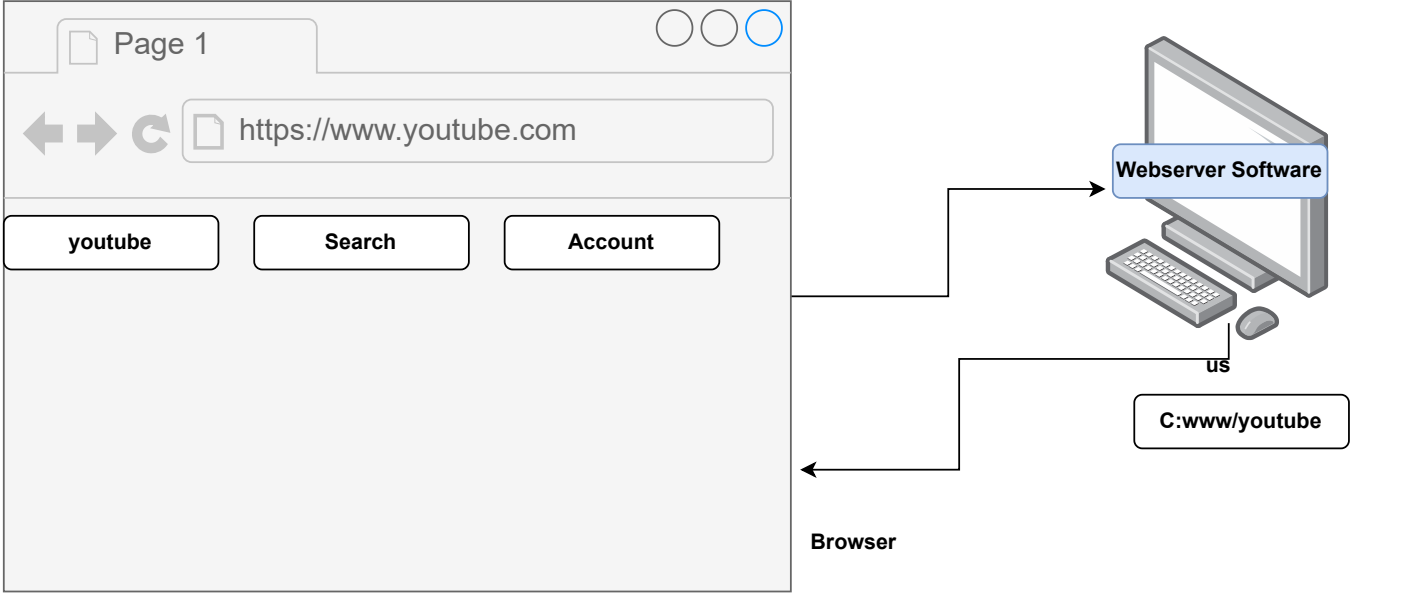 Page 1
https://www.youtube.com
youtube
Search
Account
Webserver Software
us
C:www/youtube
Browser